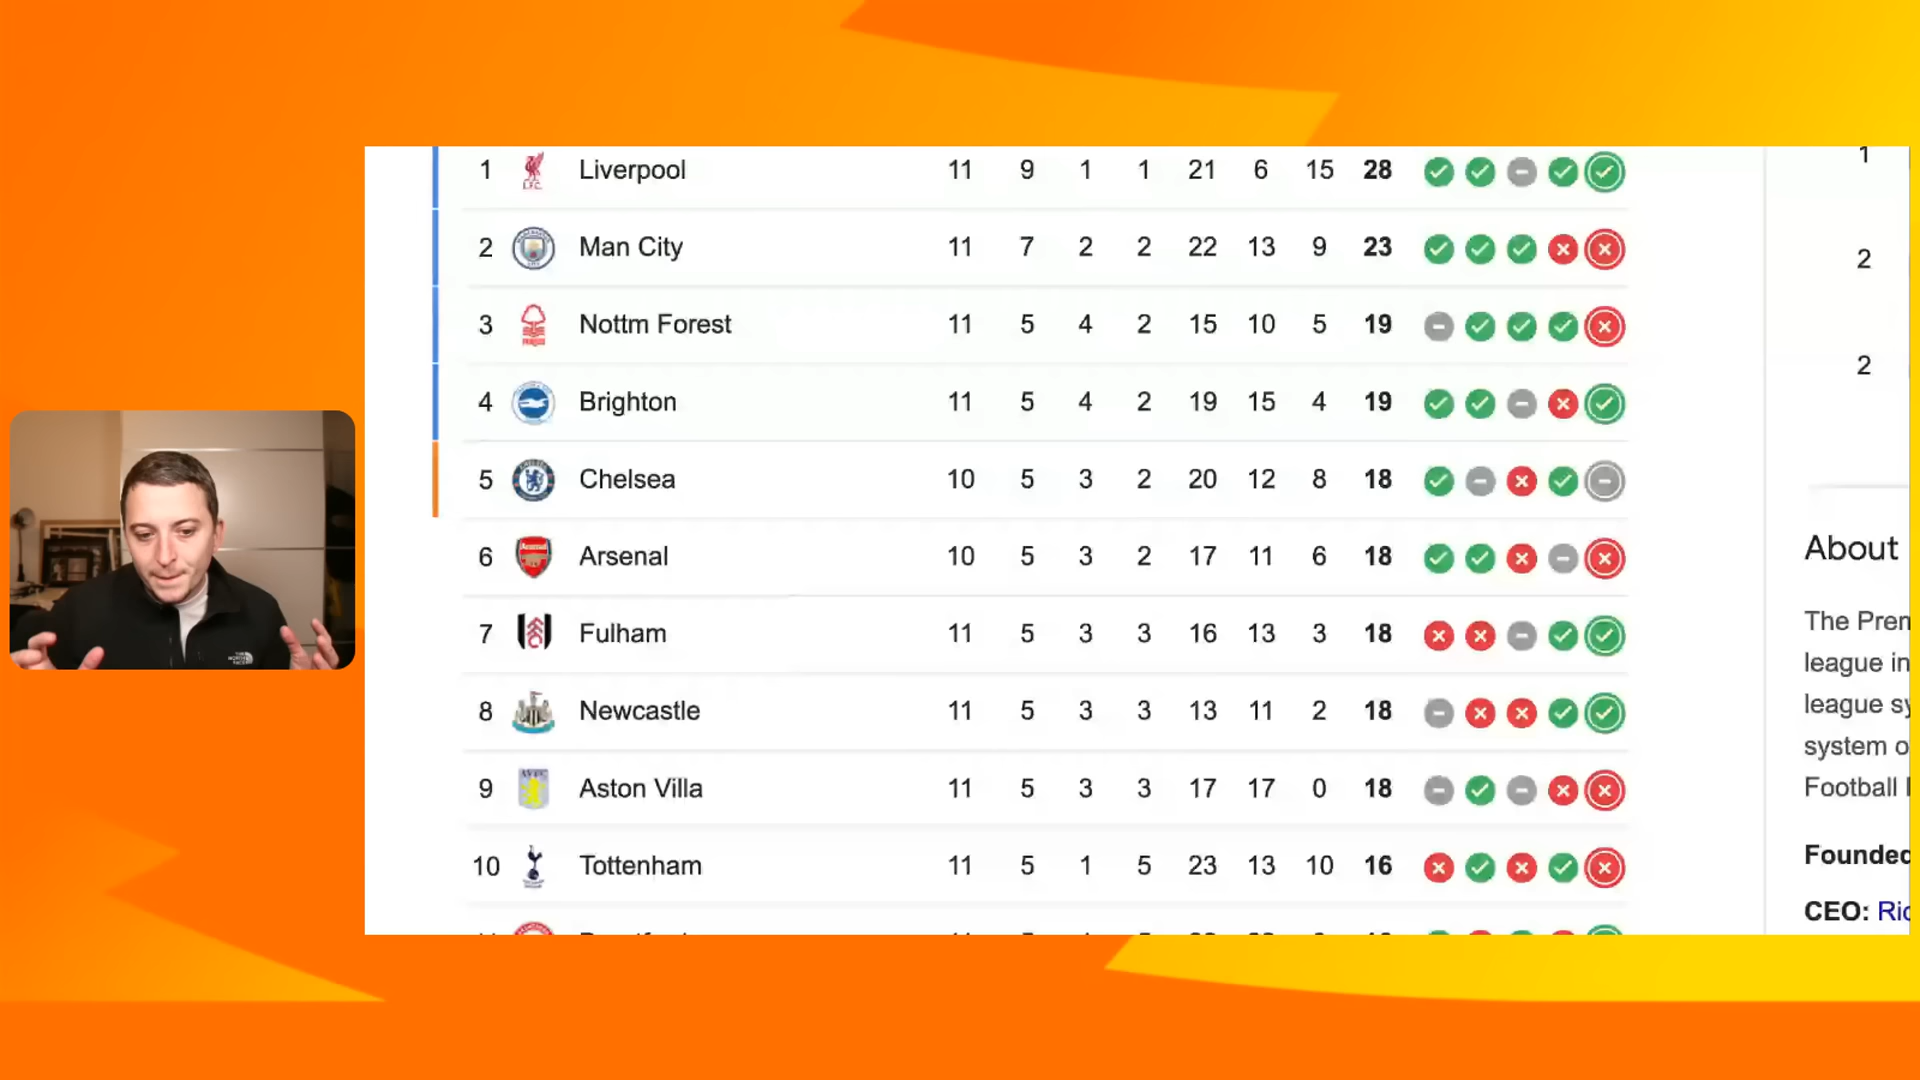 1 Liverpool 11 9 1 1 21 6 15 28
2 Man City 11 7 2 2 22 13 9 23
3 Nottm Forest 11 5 4 2 15 10 5 19
4 Brighton 11 5 4 2 19 15 4 19
5 Chelsea 10 5 3 2 20 12 8 18
6 Arsenal 10 5 3 2 17 11 6 18
7 Fulham 11 5 3 3 16 13 3 18
8 Newcastle 11 5 3 3 13 11 2 18
9 Aston Villa 11 5 3 3 17 17 0 18
10 Tottenham 11 5 1 5 23 13 10 16
1
2
2
About
The Pren
league in
league sy
system o
Football
Founded
CEO: Ric
THE NORTH FACE